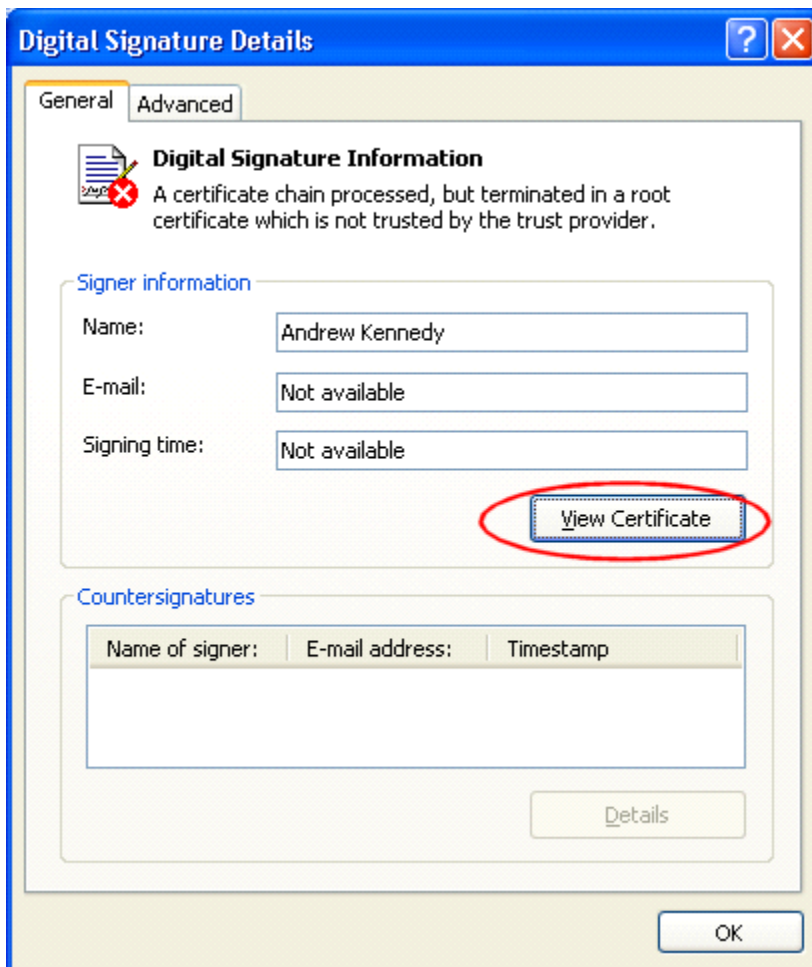 Digital Signature Details
General
Advanced
Digital Signature Information
A certificate chain processed, but terminated in a root
certificate which is not trusted by the trust provider.
Signer information
Name:
Andrew Kennedy
E-mail:
Not available
Signing time:
Not available
View Certificate
Countersignatures
Name of signer:
E-mail address:
Timestamp
Details
OK